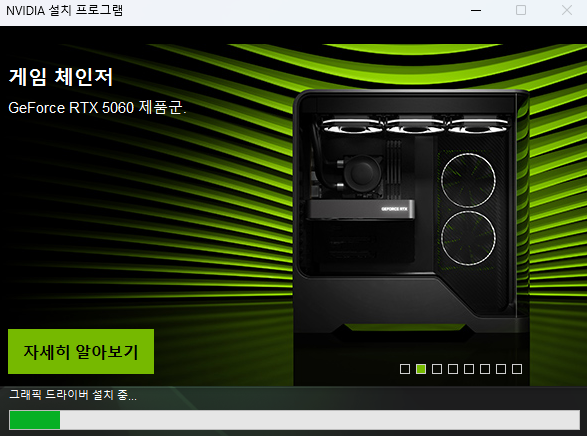 NVIDIA 설치 프로그램
게임 체인저
GeForce RTX 5060 제품군.
GEFORCE RTX
자세히 알아보기
그래픽 드라이버 설치 중...